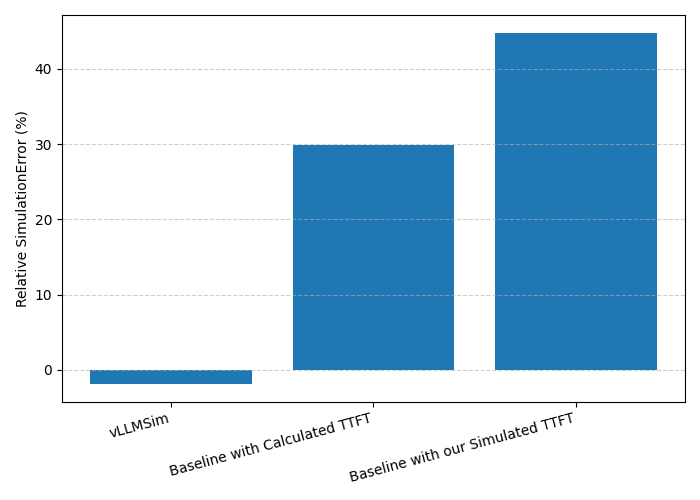 Relative SimulationError (%)
40
30
20
10
0
vLLMSim
Baseline with Calculated TTFT
Baseline with our Simulated TTFT